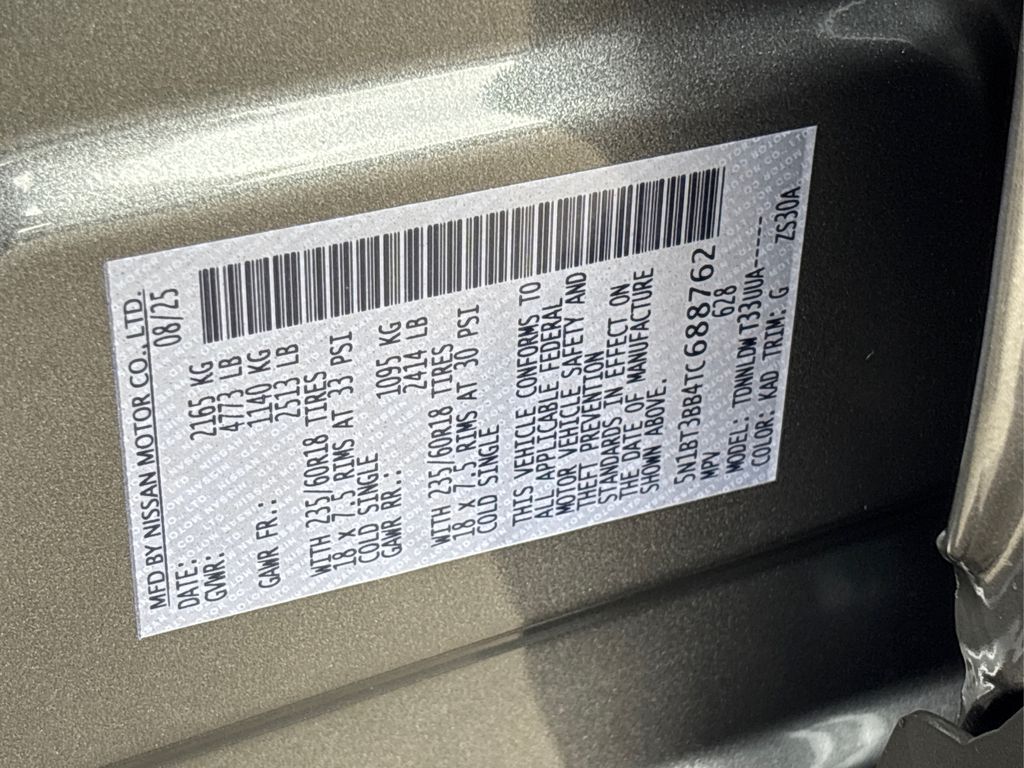 MFD BY NISSAN MOTOR CO., LTD.
DATE: 08/25
GVWR: 2165 KG
4773 LB
GAWR FR.: 1140 KG
2513 LB
WITH 235/60R18 TIRES
18 X 7.5 RIMS AT 33 PSI
COLD SINGLE
GAWR RR.: 1095 KG
2414 LB
WITH 235/60R18 TIRES
18 X 7.5 RIMS AT 30 PSI
COLD SINGLE
THIS VEHICLE CONFORMS TO
ALL APPLICABLE FEDERAL
MOTOR VEHICLE SAFETY AND
THEFT PREVENTION
STANDARDS IN EFFECT ON
THE DATE OF MANUFACTURE
SHOWN ABOVE.
5N1BT3BB4TC688762
MPV 628
MODEL: TONNLDW T33UUA------
COLOR: KAD TRIM: G ZS30A